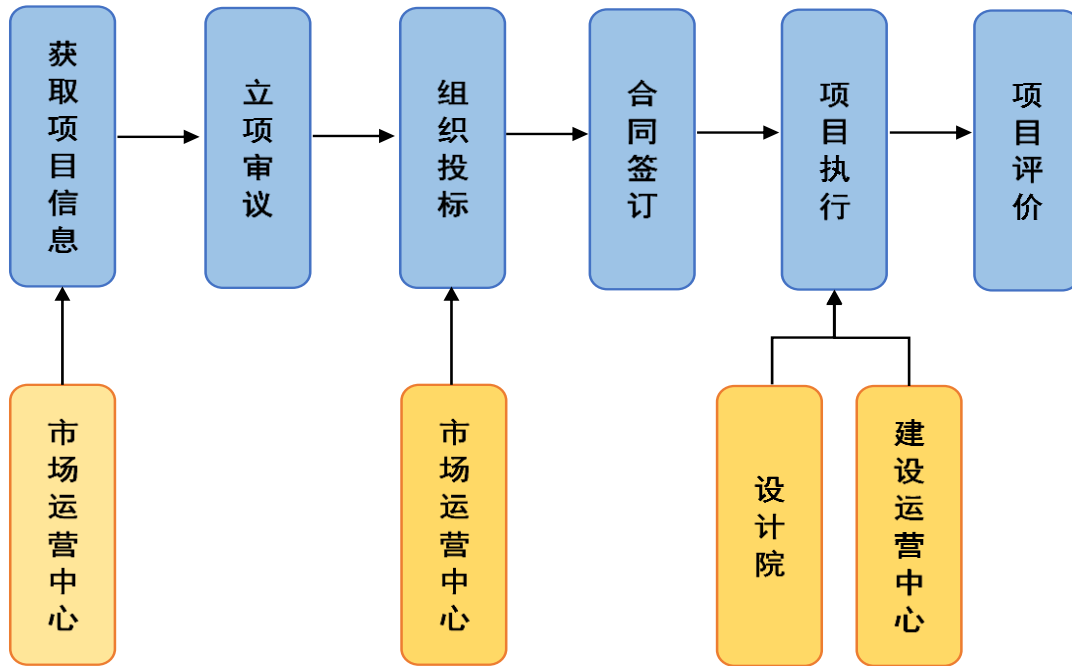 获取项目信息
立项审议
组织投标
合同签订
项目执行
项目评价
市场运营中心
市场运营中心
设计院
建设运营中心